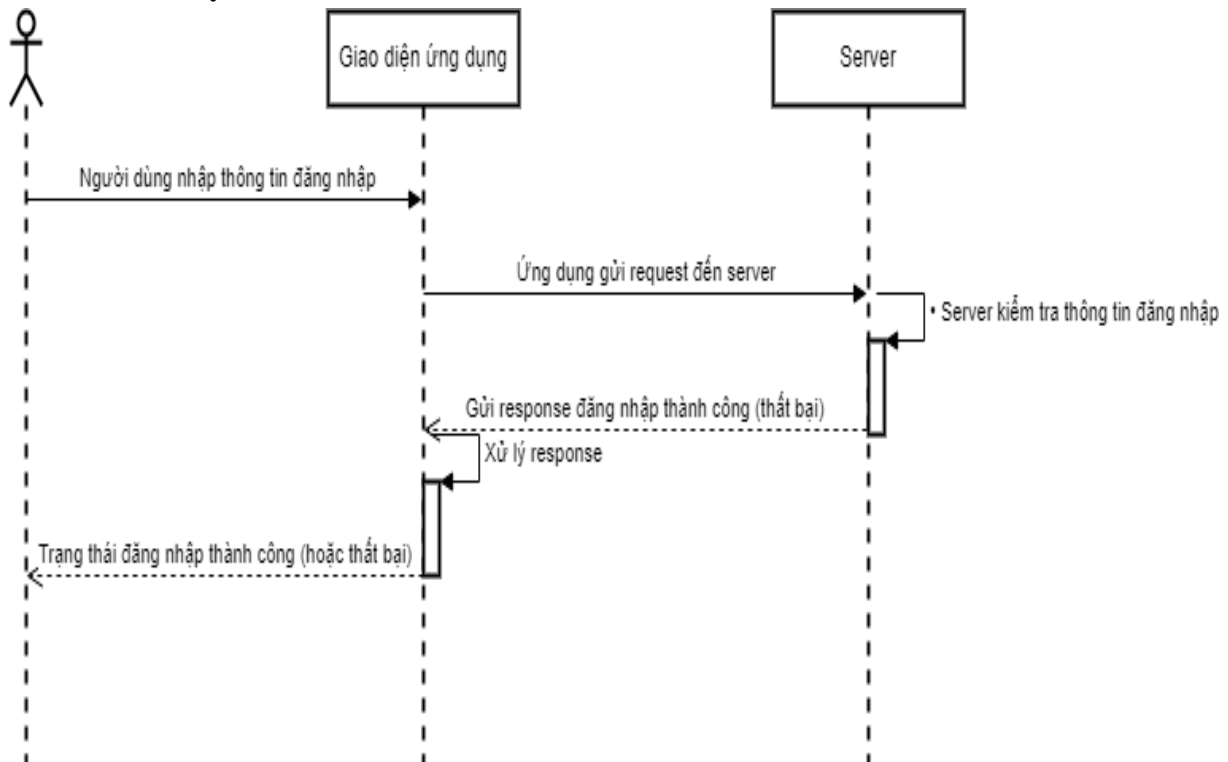 Giao diện ứng dụng
Server
Người dùng nhập thông tin đăng nhập
Ứng dụng gửi request đến server
• Server kiểm tra thông tin đăng nhập
Gửi response đăng nhập thành công (thất bại)
Xử lý response
Trạng thái đăng nhập thành công (hoặc thất bại)